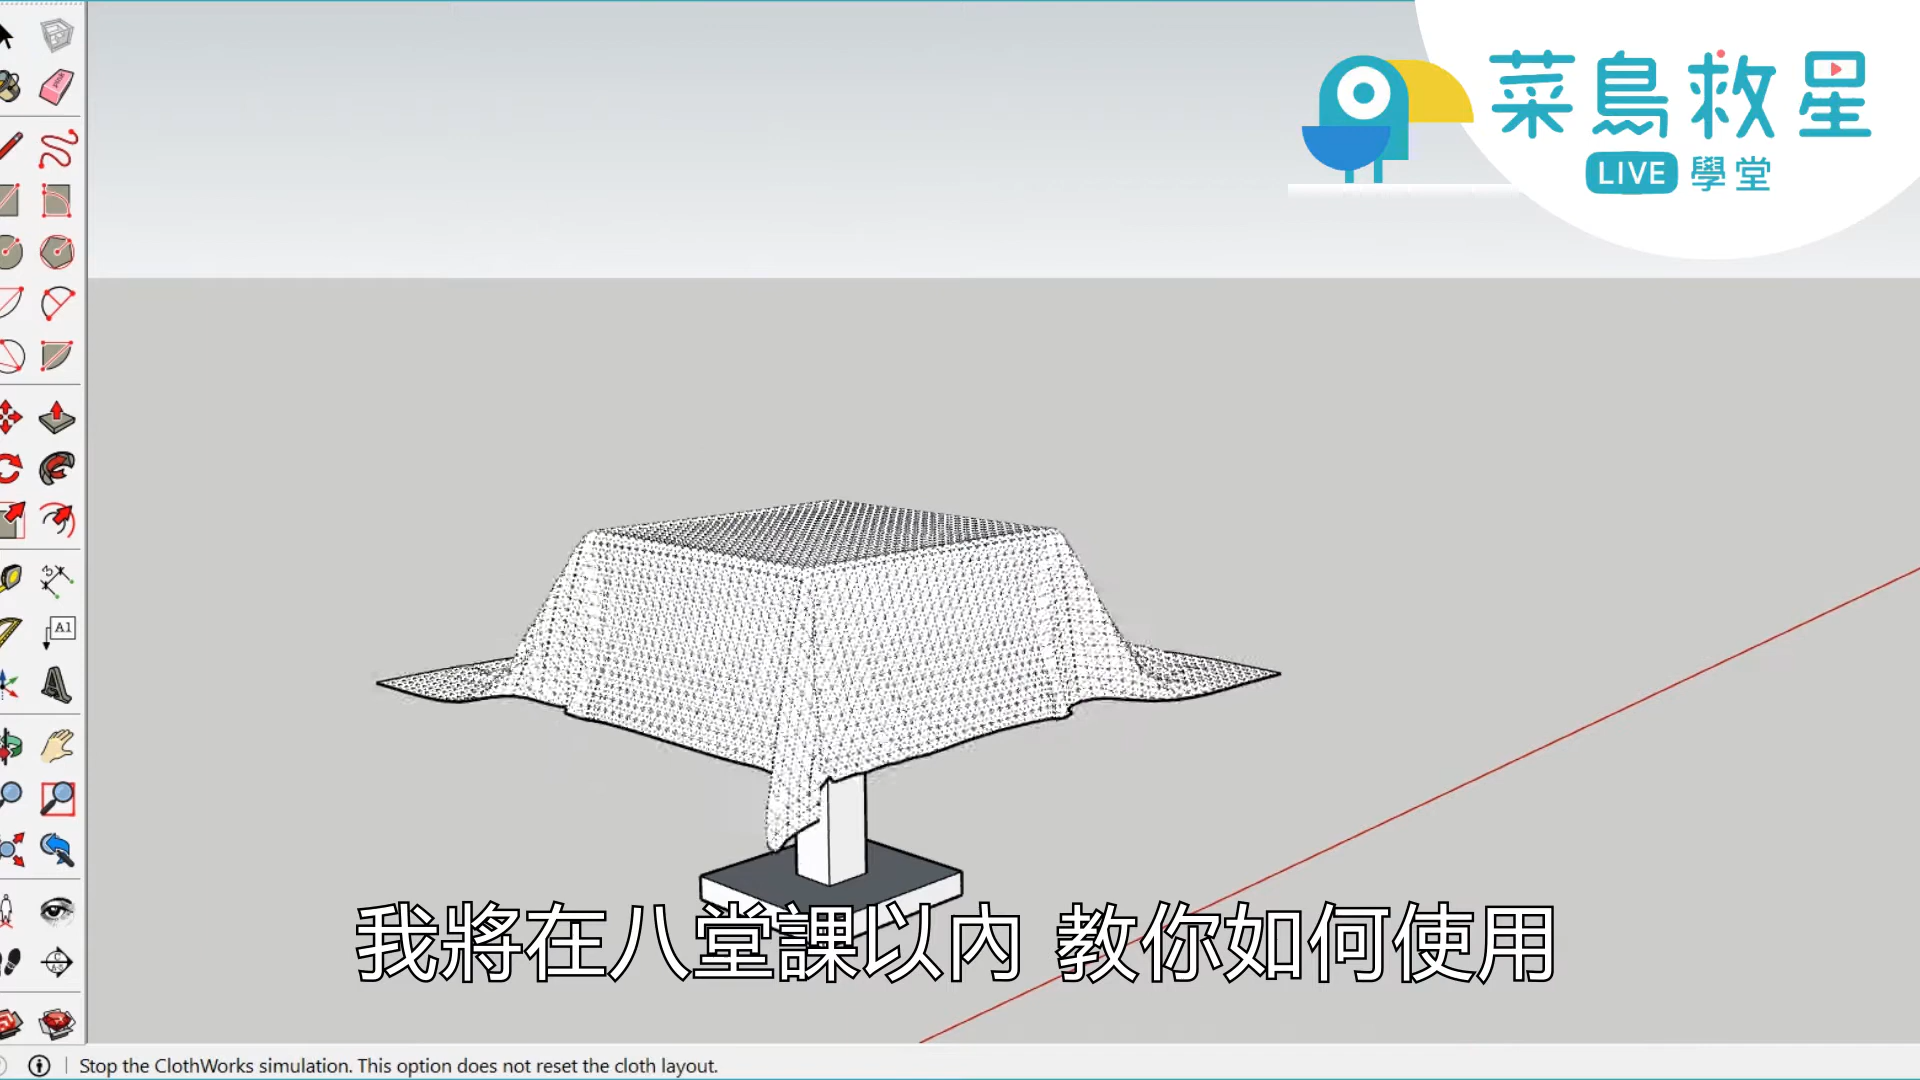 菜鳥救星
LIVE 學堂
A1
我將在八堂課以內 教你如何使用
Stop the ClothWorks simulation. This option does not reset the cloth layout.